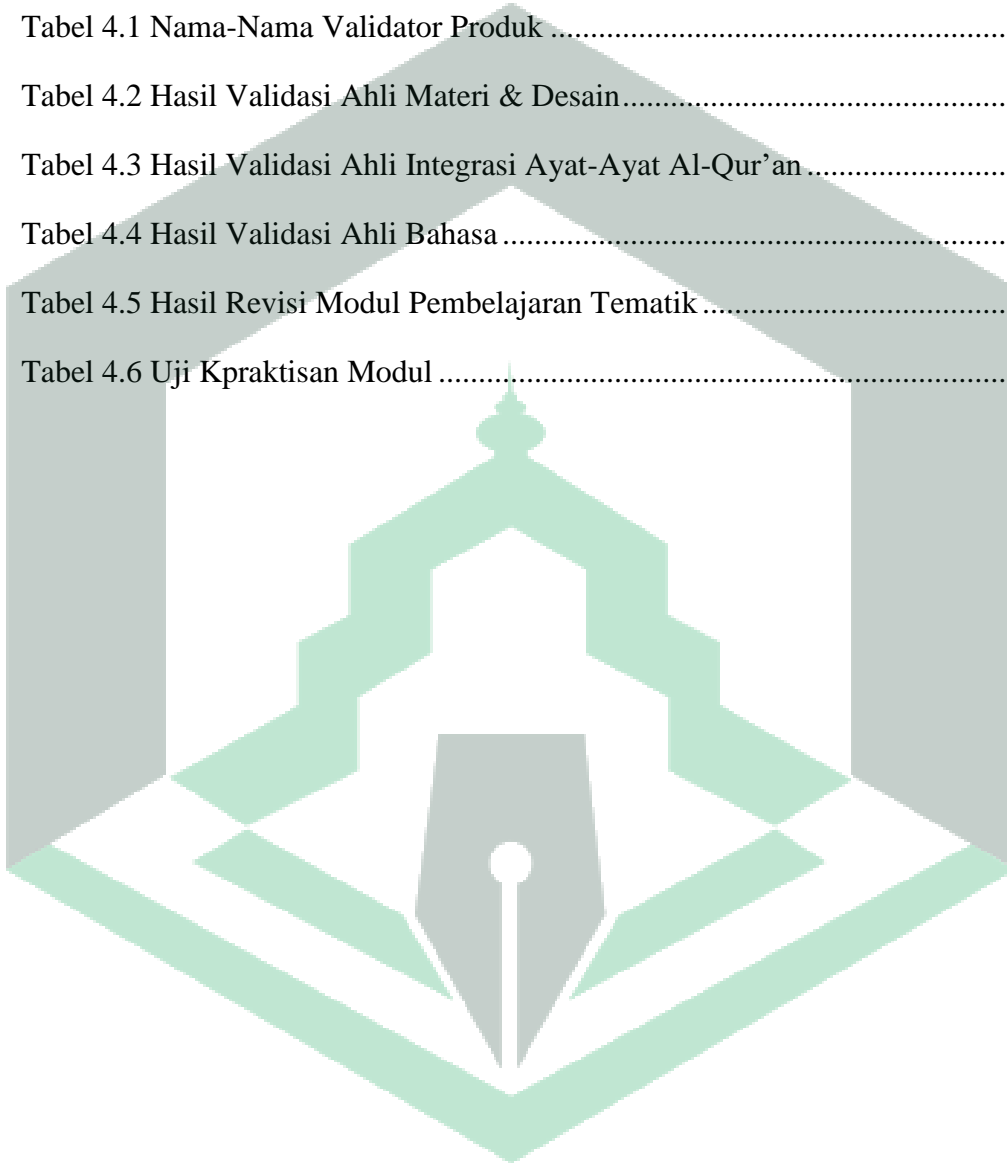 Tabel 4.1 Nama-Nama Validator Produk ..........................................................
Tabel 4.2 Hasil Validasi Ahli Materi & Desain.................................................
Tabel 4.3 Hasil Validasi Ahli Integrasi Ayat-Ayat Al-Qur’an .........................
Tabel 4.4 Hasil Validasi Ahli Bahasa ................................................................
Tabel 4.5 Hasil Revisi Modul Pembelajaran Tematik ......................................
Tabel 4.6 Uji Kpraktisan Modul ........................................................................